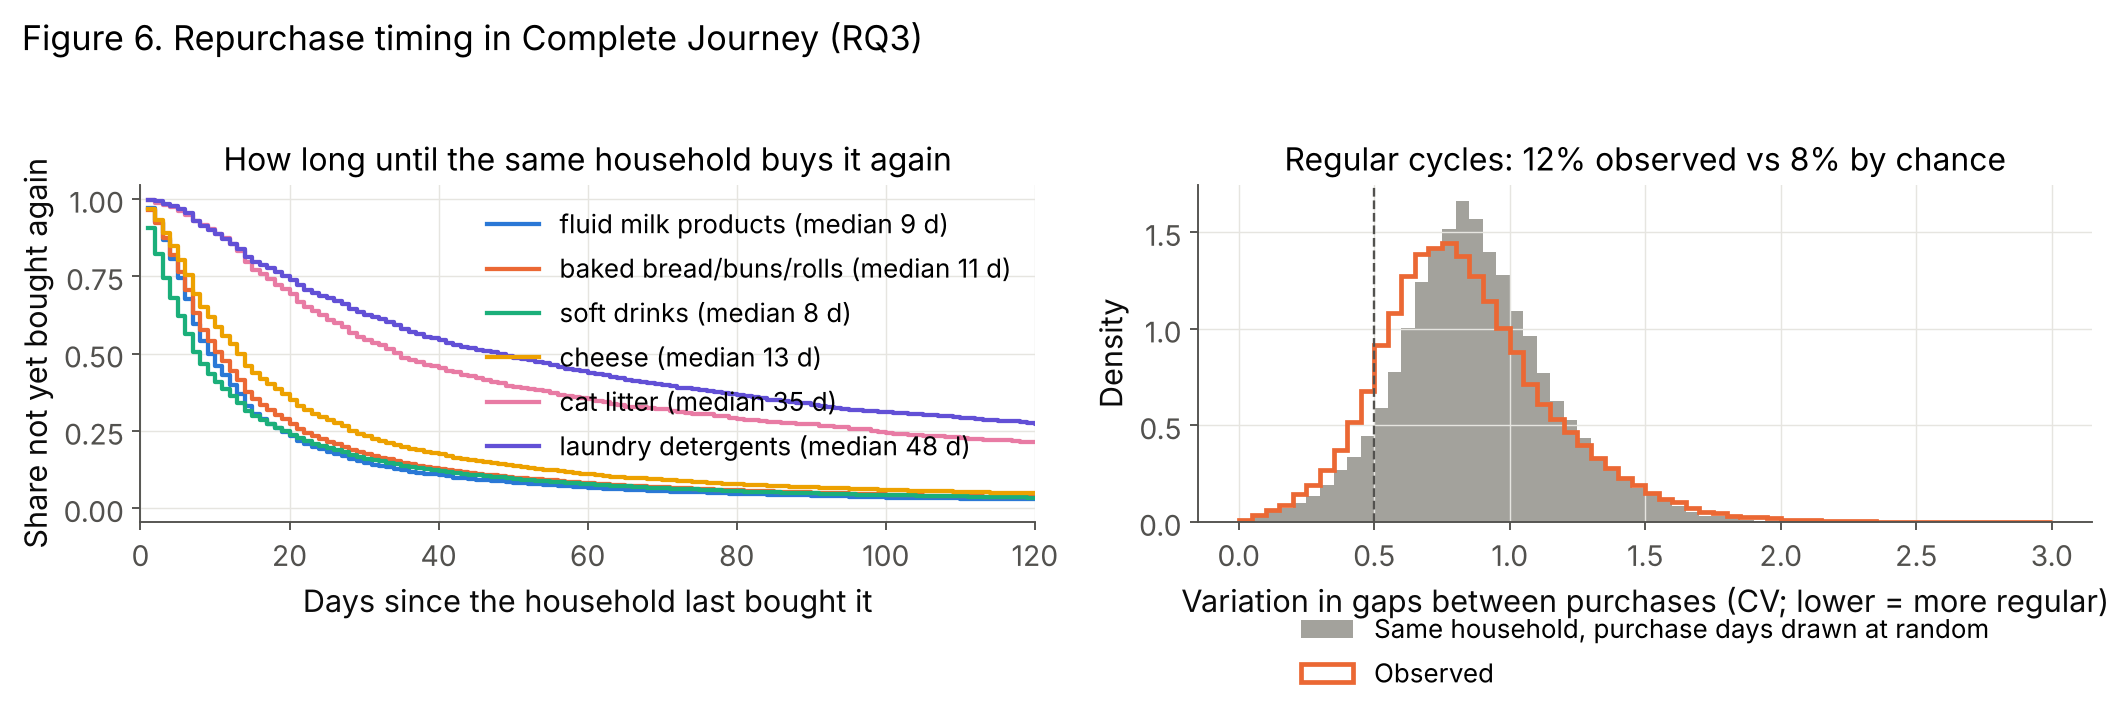 Figure 6. Repurchase timing in Complete Journey (RQ3)
How long until the same household buys it again
Share not yet bought again
1.00
0.75
0.50
0.25
0.00
fluid milk products (median 9 d)
baked bread/buns/rolls (median 11 d)
soft drinks (median 8 d)
cheese (median 13 d)
cat litter (median 35 d)
laundry detergents (median 48 d)
0 20 40 60 80 100 120
Days since the household last bought it
Regular cycles: 12% observed vs 8% by chance
Density
1.5
1.0
0.5
0.0
0.0 0.5 1.0 1.5 2.0 2.5 3.0
Variation in gaps between purchases (CV; lower = more regular)
Same household, purchase days drawn at random
Observed